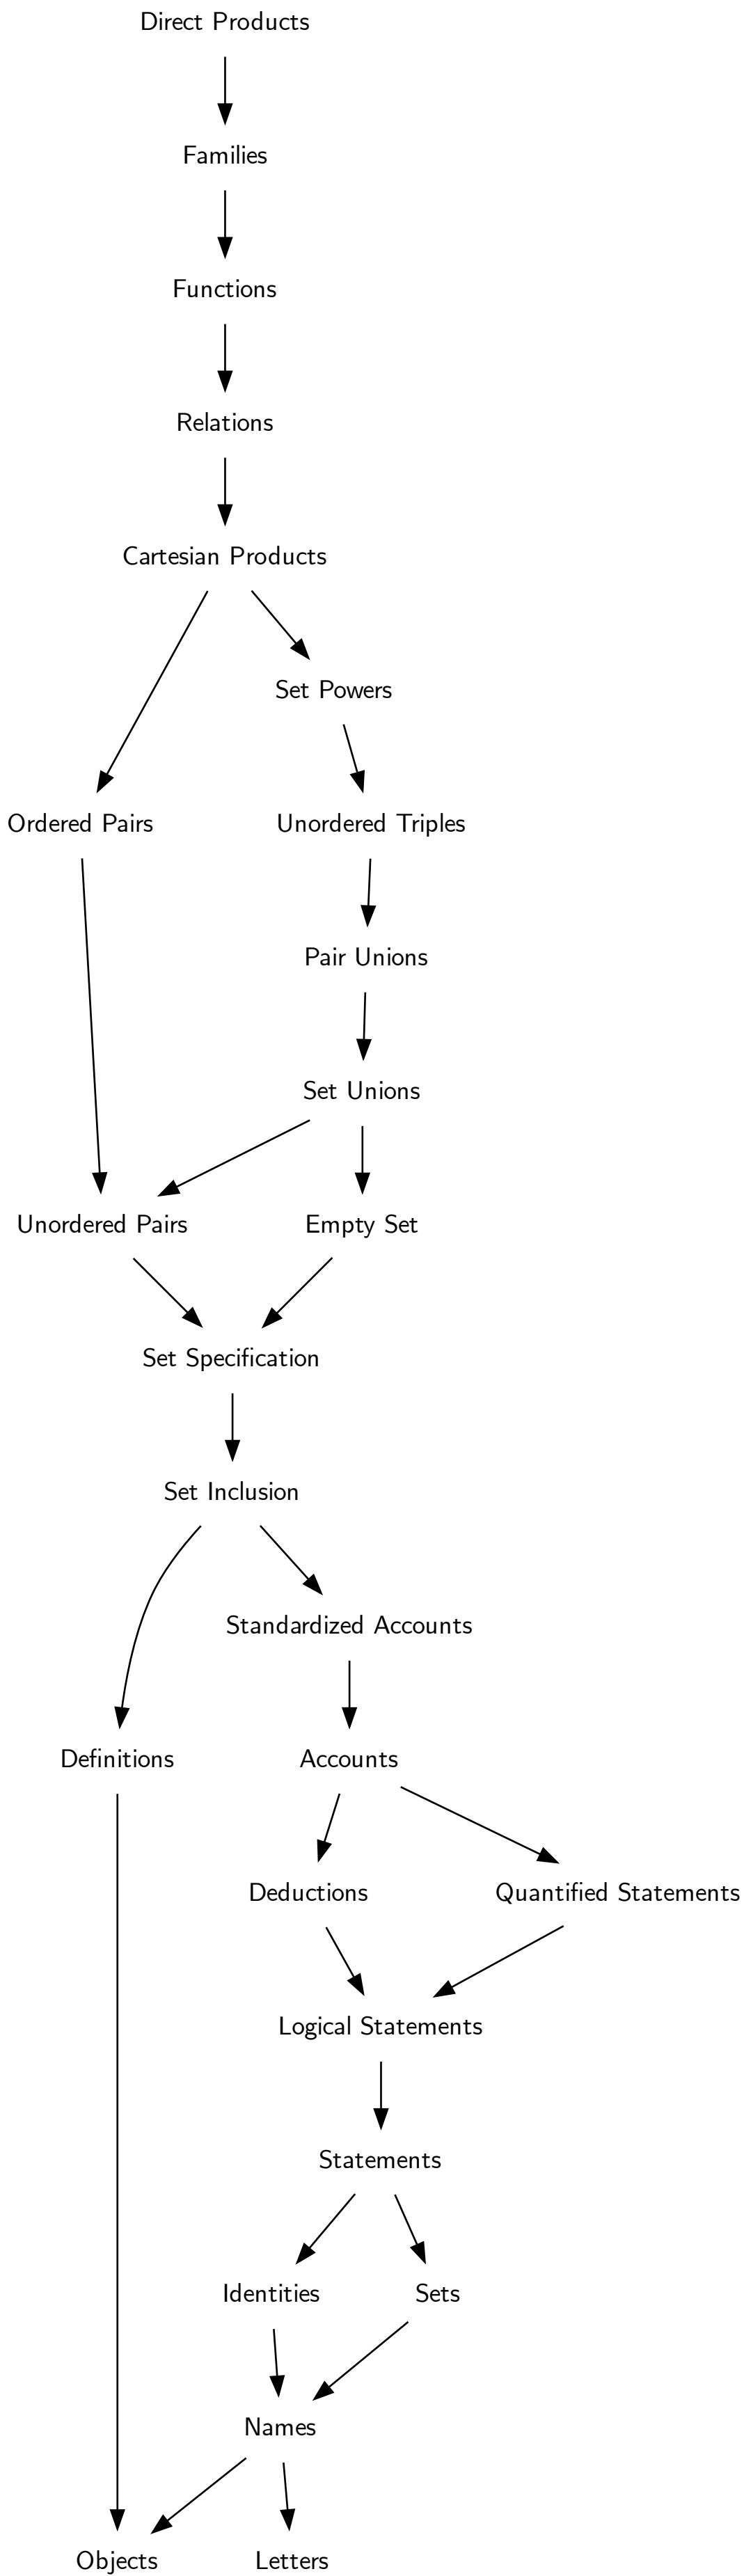 Direct Products
Families
Functions
Relations
Cartesian Products
Set Powers
Ordered Pairs
Unordered Triples
Pair Unions
Set Unions
Unordered Pairs
Empty Set
Set Specification
Set Inclusion
Standardized Accounts
Definitions
Accounts
Deductions
Quantified Statements
Logical Statements
Statements
Identities
Sets
Names
Objects
Letters